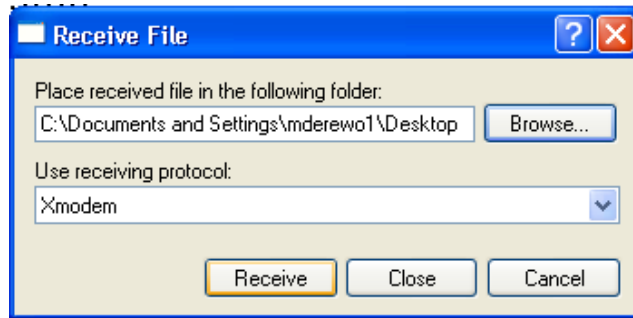 Receive File
Place received file in the following folder:
C:\Documents and Settings\mderewo1\Desktop Browse...
Use receiving protocol:
Xmodem
Receive Close Cancel